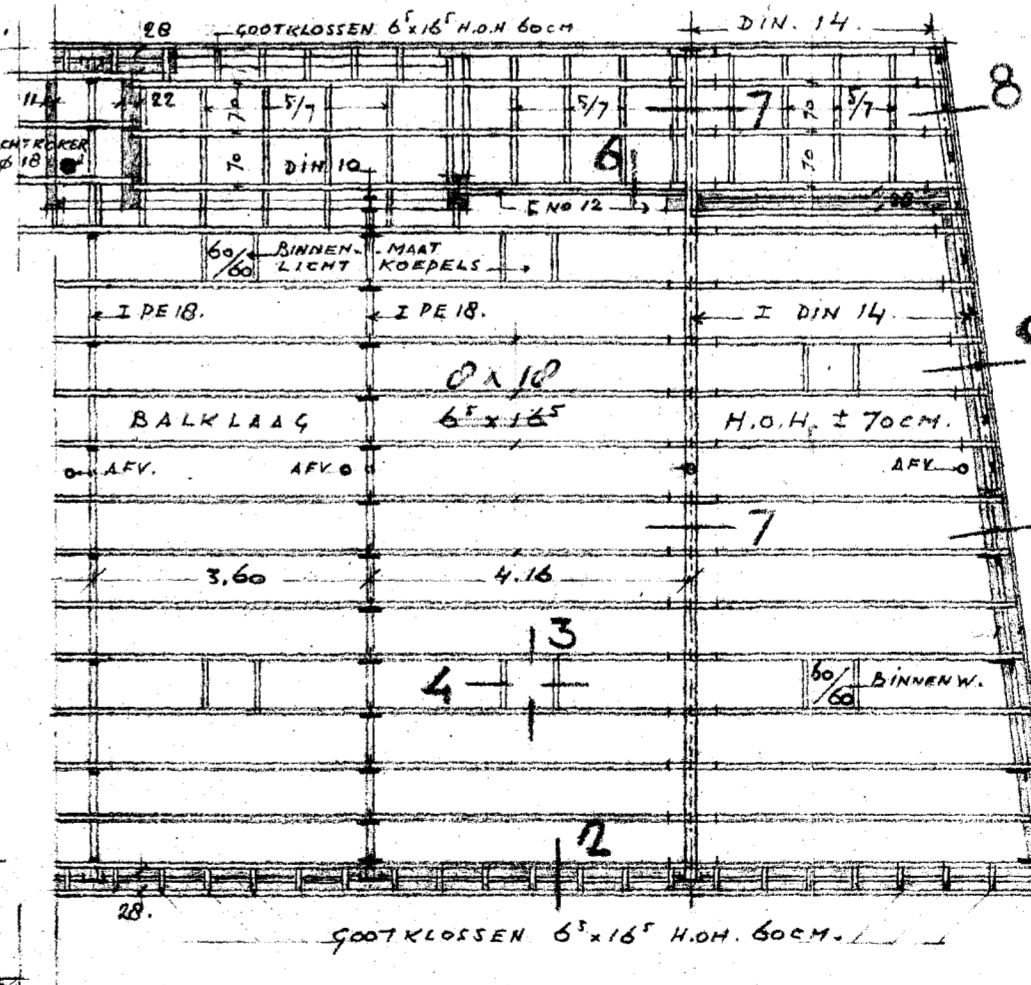 28 GOOTKLOSSEN 6⁵x16⁵ H.O.H 60CM
DIN. 14.
8
11 22 70 5/7 5/7 7 70 5/7
6
φ 18
70 DIN 10 70
[ NO 12
60/60 BINNEN. MAAT
LICHT KOEPELS
I PE 18. I PE 18. I DIN 14.
8 x 18
BALKLAAG 6⁵ x 16⁵ H.O.H. ± 70CM.
AFV. AFV. AFV.
7
3.60 4.16
3
4 60/60 BINNENW.
2
28.
GOOTKLOSSEN 6⁵x16⁵ H.OH. 60CM.